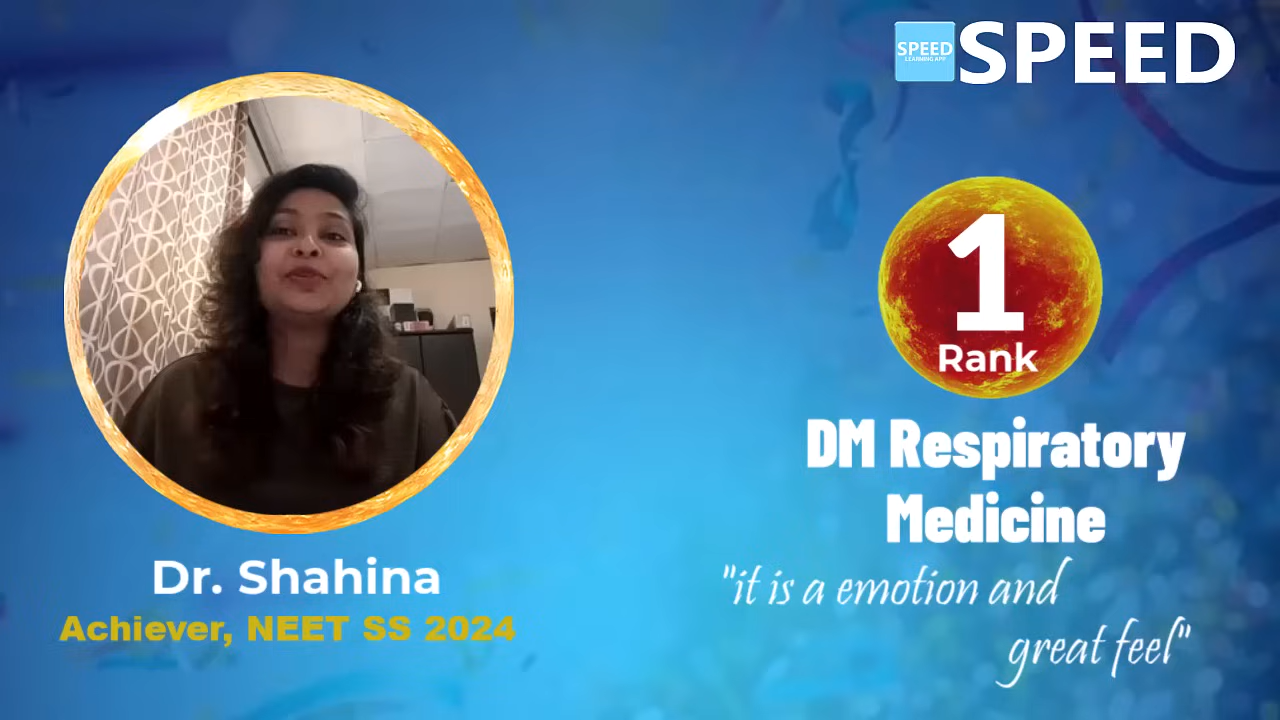 SPEED
LEARNING APP
SPEED
1
Rank
DM Respiratory
Medicine
"it is a emotion and
great feel"
Dr. Shahina
Achiever, NEET SS 2024